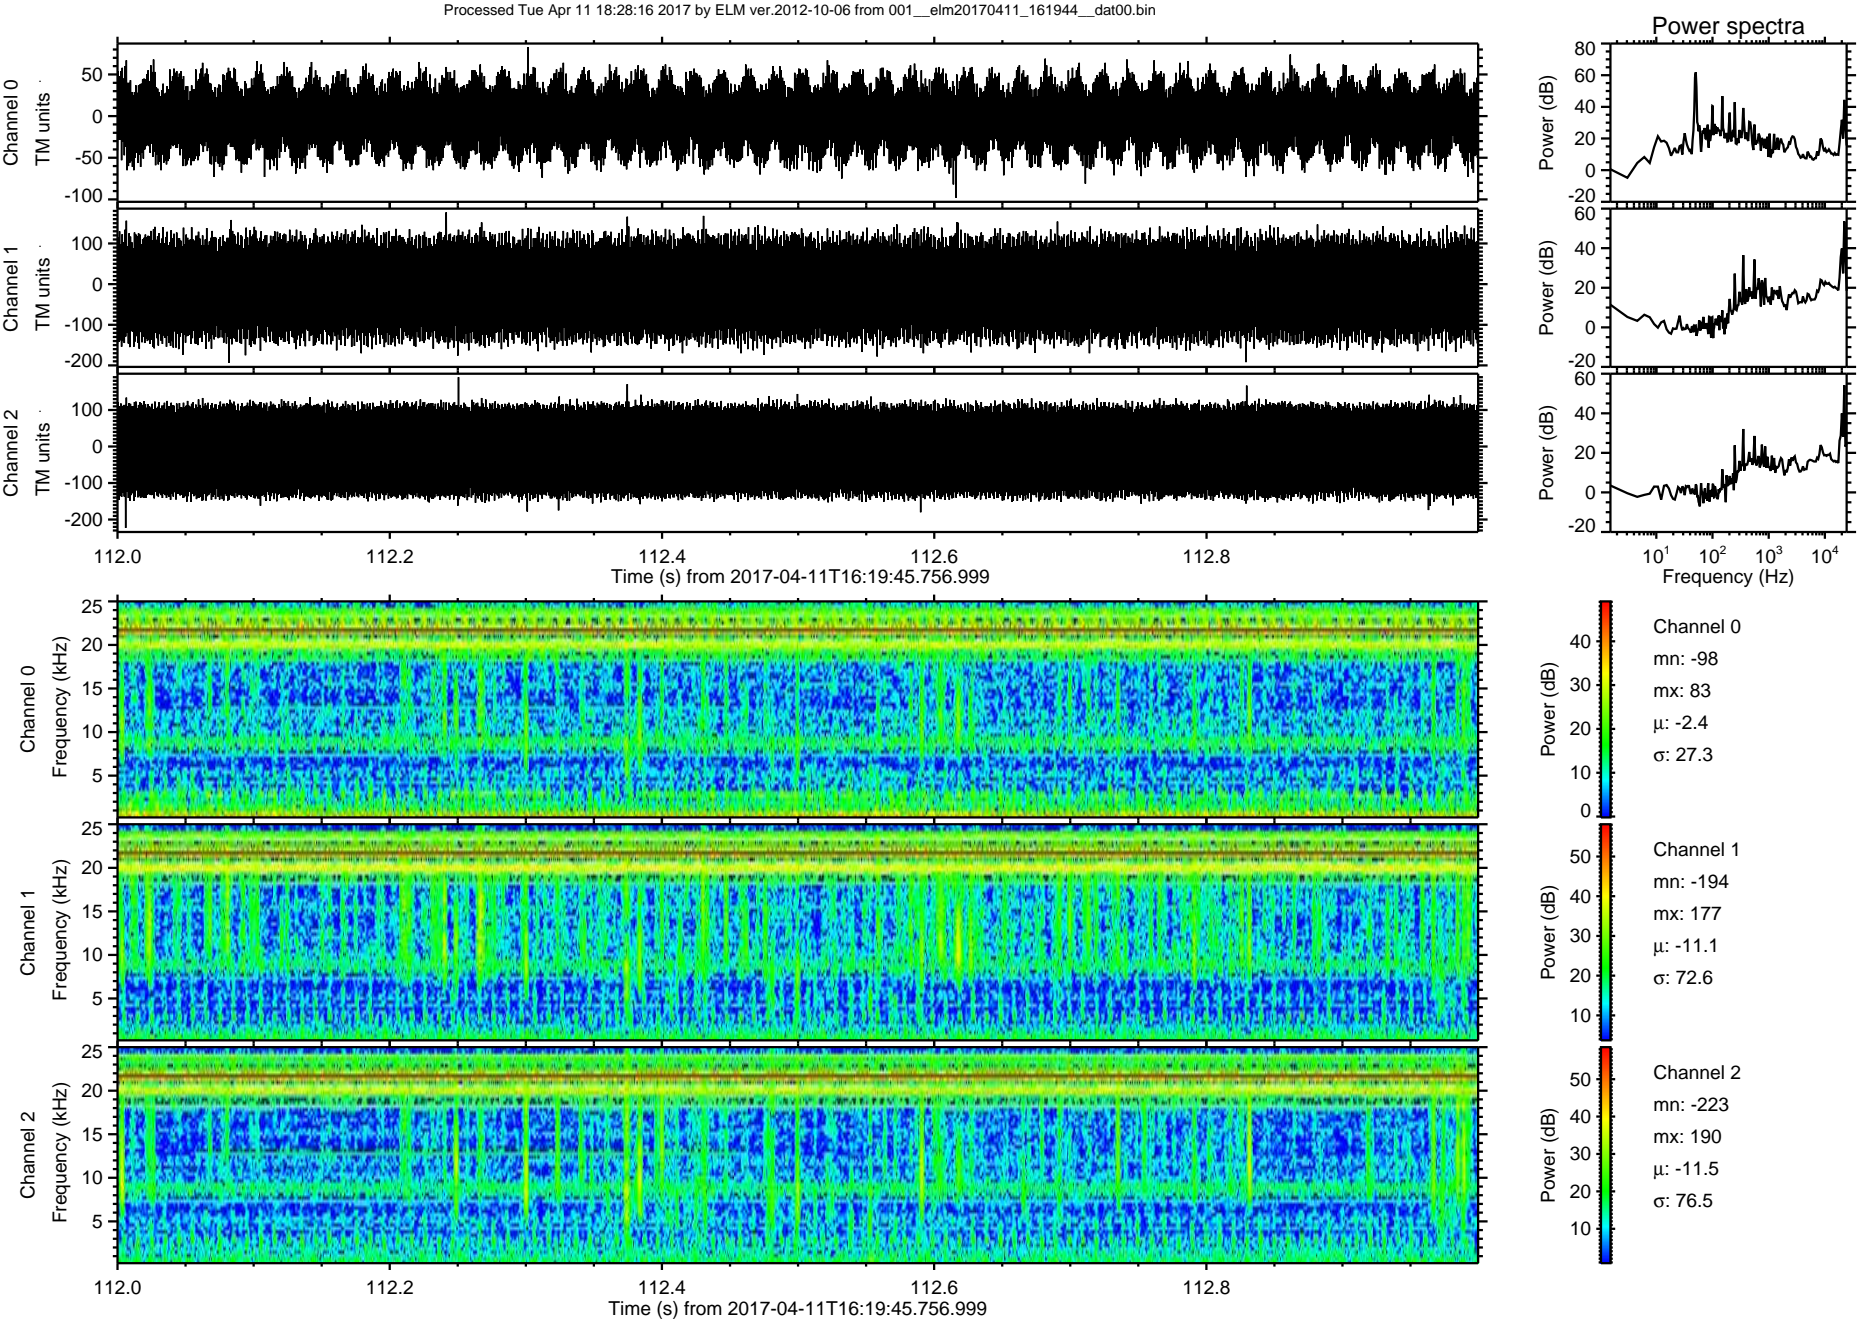 Processed Tue Apr 11 18:28:16 2017 by ELM ver.2012-10-06 from 001__elm20170411_161944__dat00.bin
Power spectra
Channel 0
TM units
50
0
-50
-100
Power (dB)
80
60
40
20
0
-20
Channel 1
TM units
100
0
-100
-200
Power (dB)
60
40
20
0
-20
Channel 2
TM units
100
0
-100
-200
Power (dB)
60
40
20
0
-20
112.0 112.2 112.4 112.6 112.8
Time (s) from 2017-04-11T16:19:45.756.999
10¹ 10² 10³ 10⁴
Frequency (Hz)
Channel 0
Frequency (kHz)
25
20
15
10
5
Power (dB)
40
30
20
10
0
Channel 0
mn: -98
mx: 83
μ: -2.4
σ: 27.3
Channel 1
Frequency (kHz)
25
20
15
10
5
Power (dB)
50
40
30
20
10
Channel 1
mn: -194
mx: 177
μ: -11.1
σ: 72.6
Channel 2
Frequency (kHz)
25
20
15
10
5
Power (dB)
50
40
30
20
10
Channel 2
mn: -223
mx: 190
μ: -11.5
σ: 76.5
112.0 112.2 112.4 112.6 112.8
Time (s) from 2017-04-11T16:19:45.756.999